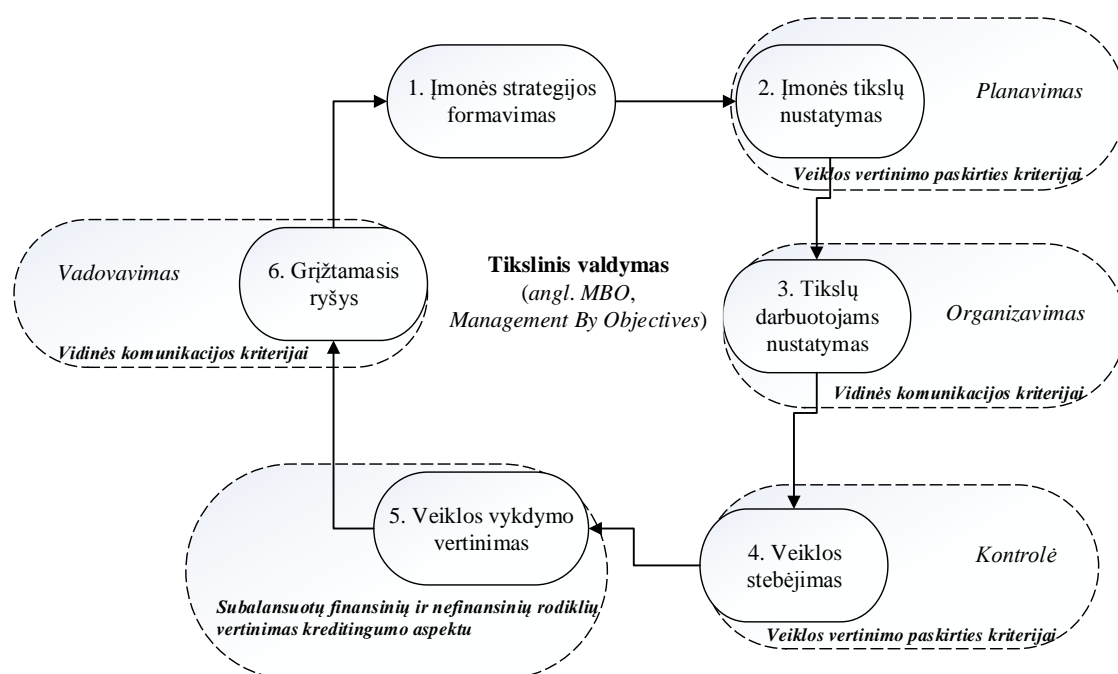 1. Įmonės strategijos
formavimas
2. Įmonės tikslų
nustatymas
Planavimas
Veiklos vertinimo paskirties kriterijai
Vadovavimas
6. Grįžtamasis
ryšys
Vidinės komunikacijos kriterijai
Tikslinis valdymas
(angl. MBO,
Management By Objectives)
3. Tikslų
darbuotojams
nustatymas
Organizavimas
Vidinės komunikacijos kriterijai
5. Veiklos vykdymo
vertinimas
Subalansuotų finansinių ir nefinansinių rodiklių
vertinimas kreditingumo aspektu
4. Veiklos
stebėjimas
Kontrolė
Veiklos vertinimo paskirties kriterijai